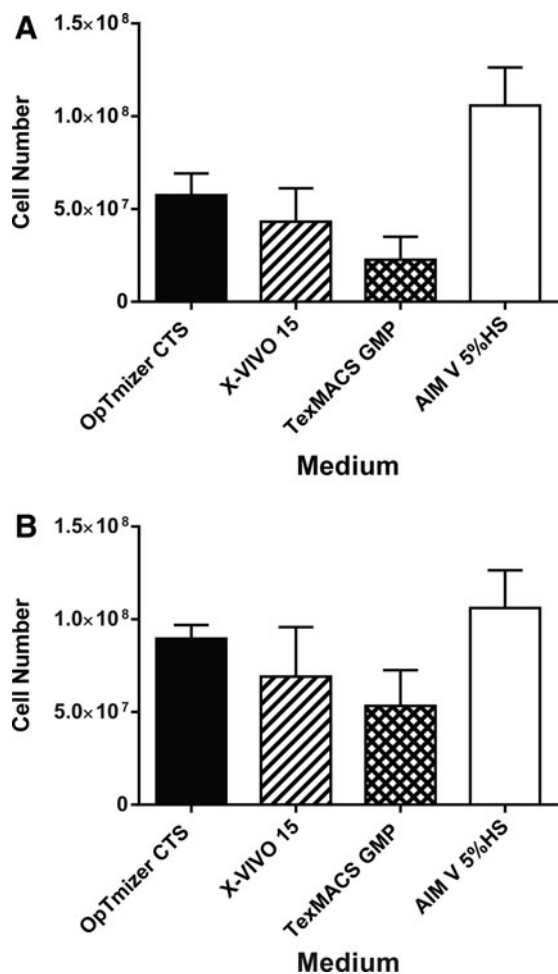 A
1.5×10⁸
1.0×10⁸
5.0×10⁷
0
Cell Number
OpTmizer CTS
X-VIVO 15
TexMACS GMP
AIM V 5%HS
Medium
B
1.5×10⁸
1.0×10⁸
5.0×10⁷
0
Cell Number
OpTmizer CTS
X-VIVO 15
TexMACS GMP
AIM V 5%HS
Medium